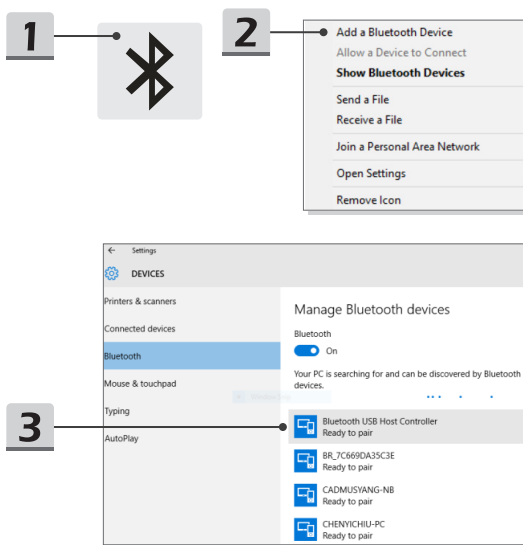 1
2
Add a Bluetooth Device
Allow a Device to Connect
Show Bluetooth Devices
Send a File
Receive a File
Join a Personal Area Network
Open Settings
Remove Icon
Settings
DEVICES
Printers & scanners
Connected devices
Bluetooth
Mouse & touchpad
Typing
AutoPlay
Manage Bluetooth devices
Bluetooth
On
Your PC is searching for and can be discovered by Bluetooth
devices.
3
Bluetooth USB Host Controller
Ready to pair
BR_7C669DA35C3E
Ready to pair
CADMUSYANG-NB
Ready to pair
CHENYICHIU-PC
Ready to pair